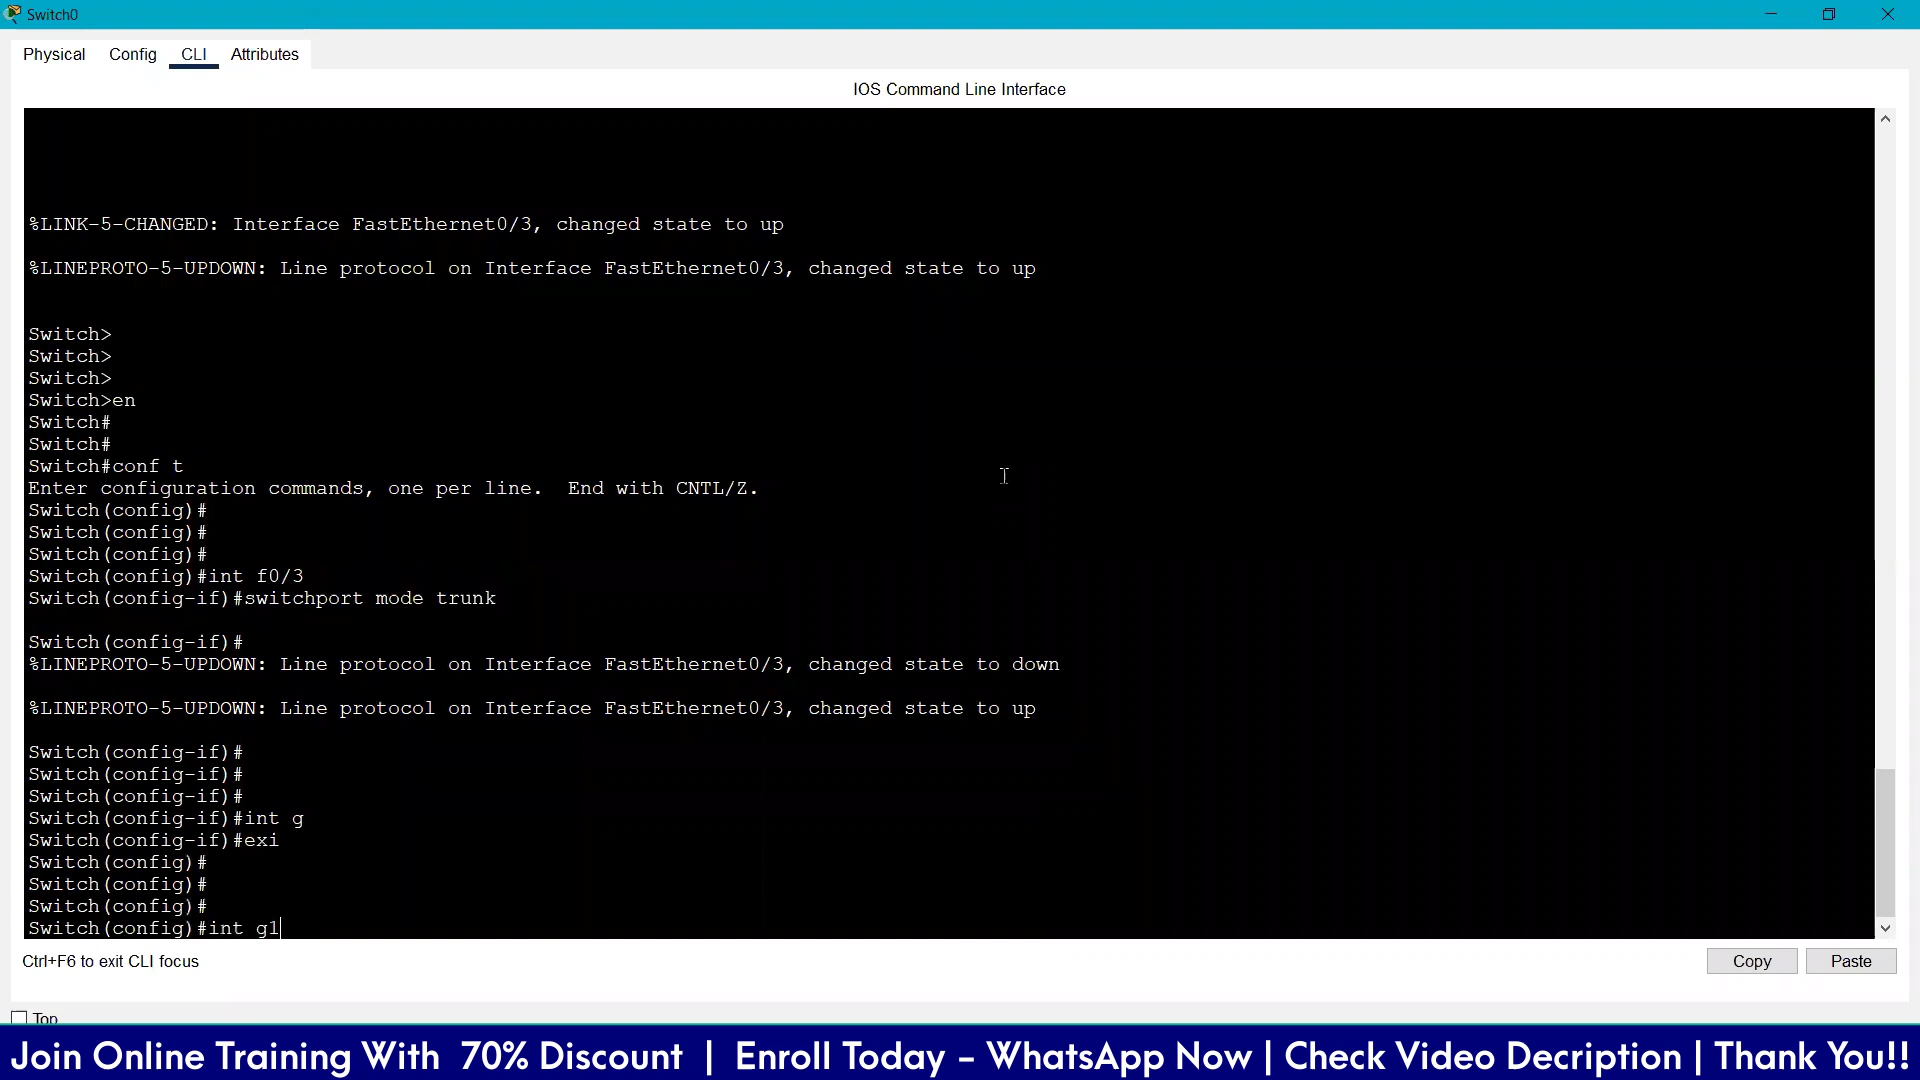 Switch0
Physical Config CLI Attributes
IOS Command Line Interface
%LINK-5-CHANGED: Interface FastEthernet0/3, changed state to up
%LINEPROTO-5-UPDOWN: Line protocol on Interface FastEthernet0/3, changed state to up
Switch>
Switch>
Switch>
Switch>en
Switch#
Switch#
Switch#conf t
Enter configuration commands, one per line.  End with CNTL/Z.
Switch(config)#
Switch(config)#
Switch(config)#
Switch(config)#int f0/3
Switch(config-if)#switchport mode trunk
Switch(config-if)#
%LINEPROTO-5-UPDOWN: Line protocol on Interface FastEthernet0/3, changed state to down
%LINEPROTO-5-UPDOWN: Line protocol on Interface FastEthernet0/3, changed state to up
Switch(config-if)#
Switch(config-if)#
Switch(config-if)#
Switch(config-if)#int g
Switch(config-if)#exi
Switch(config)#
Switch(config)#
Switch(config)#
Switch(config)#int g1
Ctrl+F6 to exit CLI focus Copy Paste
Top
Join Online Training With 70% Discount | Enroll Today - WhatsApp Now | Check Video Decription | Thank You!!